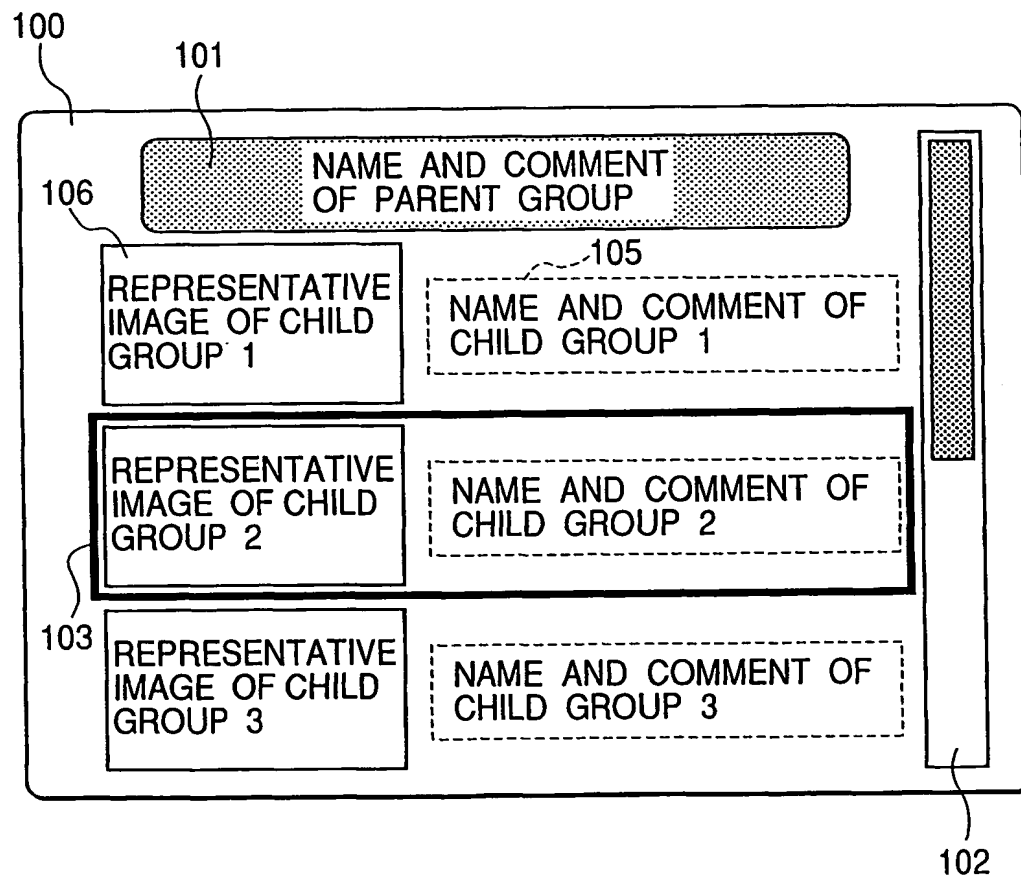 100
101
NAME AND COMMENT
OF PARENT GROUP
106
REPRESENTATIVE
IMAGE OF CHILD
GROUP 1
105
NAME AND COMMENT OF
CHILD GROUP 1
REPRESENTATIVE
IMAGE OF CHILD
GROUP 2
NAME AND COMMENT OF
CHILD GROUP 2
103
REPRESENTATIVE
IMAGE OF CHILD
GROUP 3
NAME AND COMMENT OF
CHILD GROUP 3
102